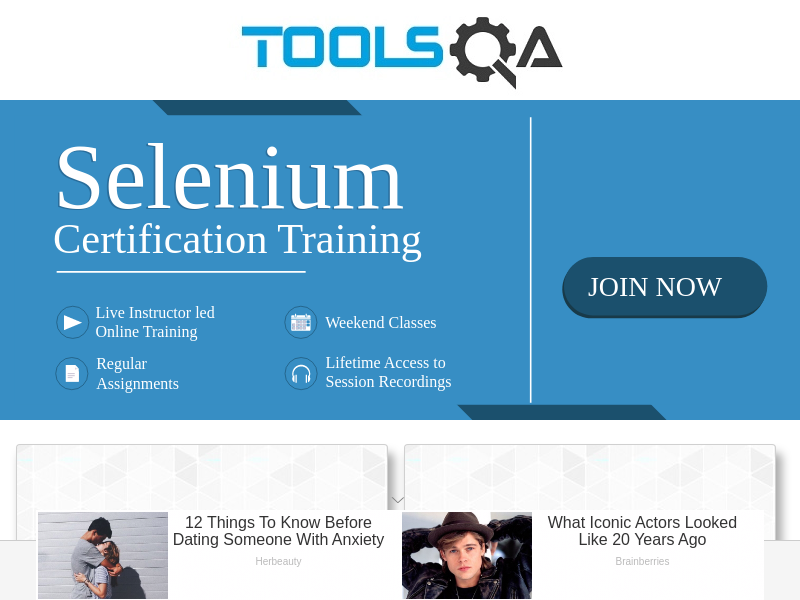 TOOLSQA
Selenium
Certification Training
JOIN NOW
Live Instructor led
Online Training
Weekend Classes
Regular
Assignments
Lifetime Access to
Session Recordings
12 Things To Know Before
Dating Someone With Anxiety
Herbeauty
What Iconic Actors Looked
Like 20 Years Ago
Brainberries